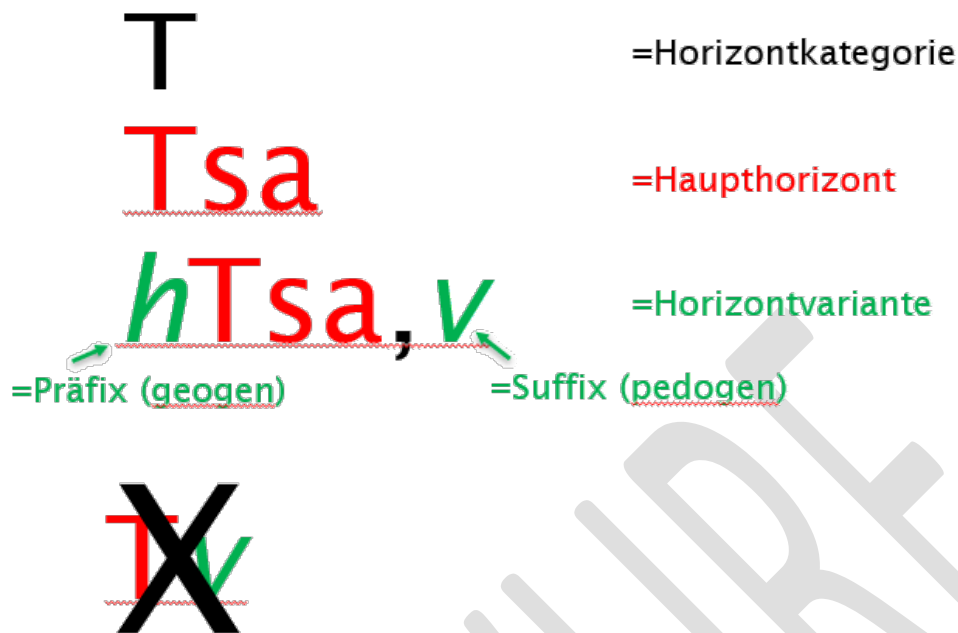 T =Horizontkategorie
Tsa =Haupthorizont
hTsa,v =Horizontvariante
=Präfix (geogen) =Suffix (pedogen)
Tv